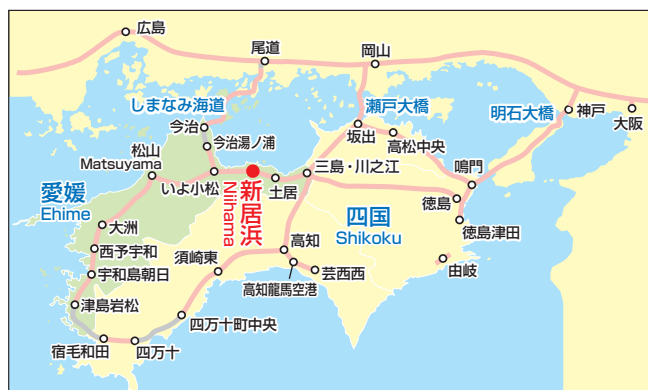 広島
尾道
岡山
しまなみ海道
瀬戸大橋
明石大橋
神戸
大阪
今治
今治湯ノ浦
坂出
高松中央
松山
Matsuyama
いよ小松
新居浜
Niihama
土居
三島・川之江
鳴門
愛媛
Ehime
四国
Shikoku
徳島
徳島津田
大洲
西予宇和
宇和島朝日
須崎東
高知
高知龍馬空港
芸西西
由岐
津島岩松
四万十町中央
宿毛和田
四万十